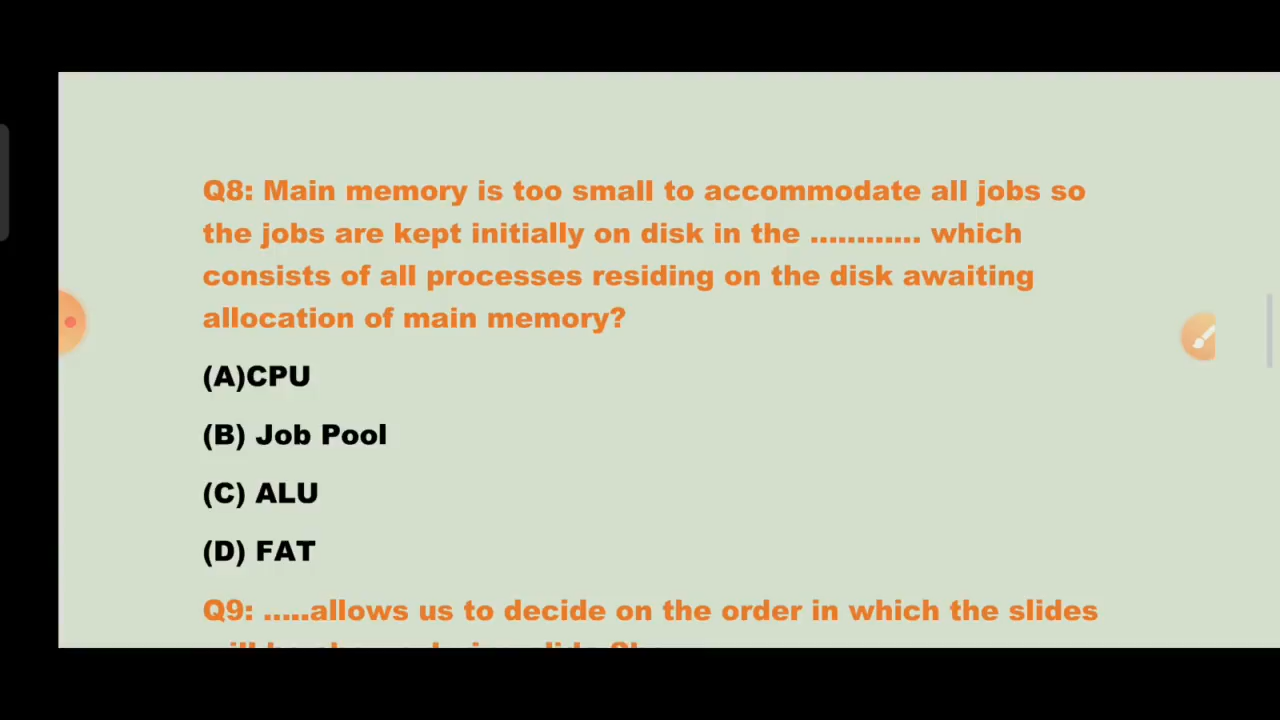 Q8: Main memory is too small to accommodate all jobs so
the jobs are kept initially on disk in the ............ which
consists of all processes residing on the disk awaiting
allocation of main memory?
(A)CPU
(B) Job Pool
(C) ALU
(D) FAT
Q9: .....allows us to decide on the order in which the slides